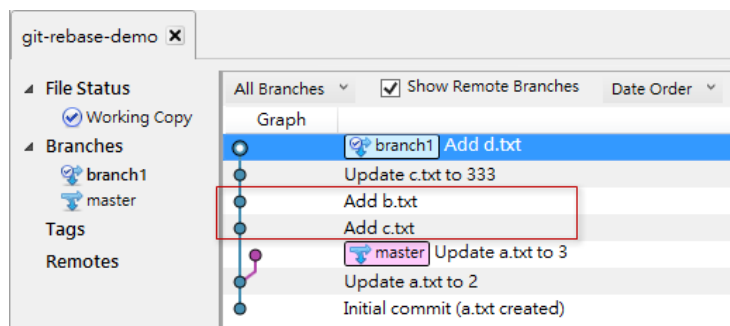 git-rebase-demo
File Status
Working Copy
Branches
branch1
master
Tags
Remotes
All Branches Show Remote Branches Date Order
Graph
branch1 Add d.txt
Update c.txt to 333
Add b.txt
Add c.txt
master Update a.txt to 3
Update a.txt to 2
Initial commit (a.txt created)